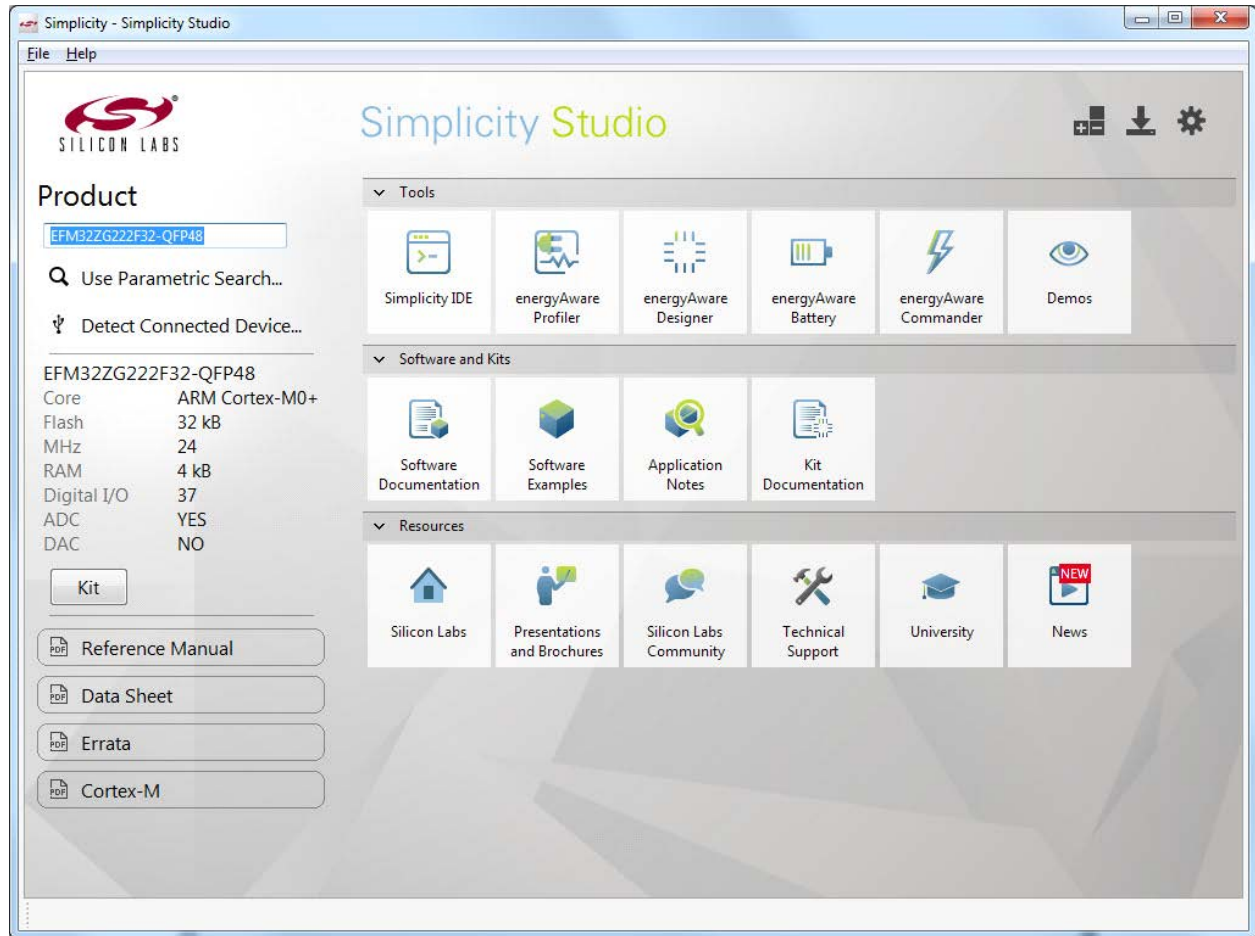 Simplicity - Simplicity Studio
File Help
SILICON LABS
Simplicity Studio
Product
EFM32ZG222F32-QFP48
Use Parametric Search...
Detect Connected Device...
EFM32ZG222F32-QFP48
Core ARM Cortex-M0+
Flash 32 kB
MHz 24
RAM 4 kB
Digital I/O 37
ADC YES
DAC NO
Kit
PDF Reference Manual
PDF Data Sheet
PDF Errata
PDF Cortex-M
Tools
Simplicity IDE
energyAware
Profiler
energyAware
Designer
energyAware
Battery
energyAware
Commander
Demos
Software and Kits
Software
Documentation
Software
Examples
Application
Notes
Kit
Documentation
Resources
Silicon Labs
Presentations
and Brochures
Silicon Labs
Community
Technical
Support
University
NEW
News